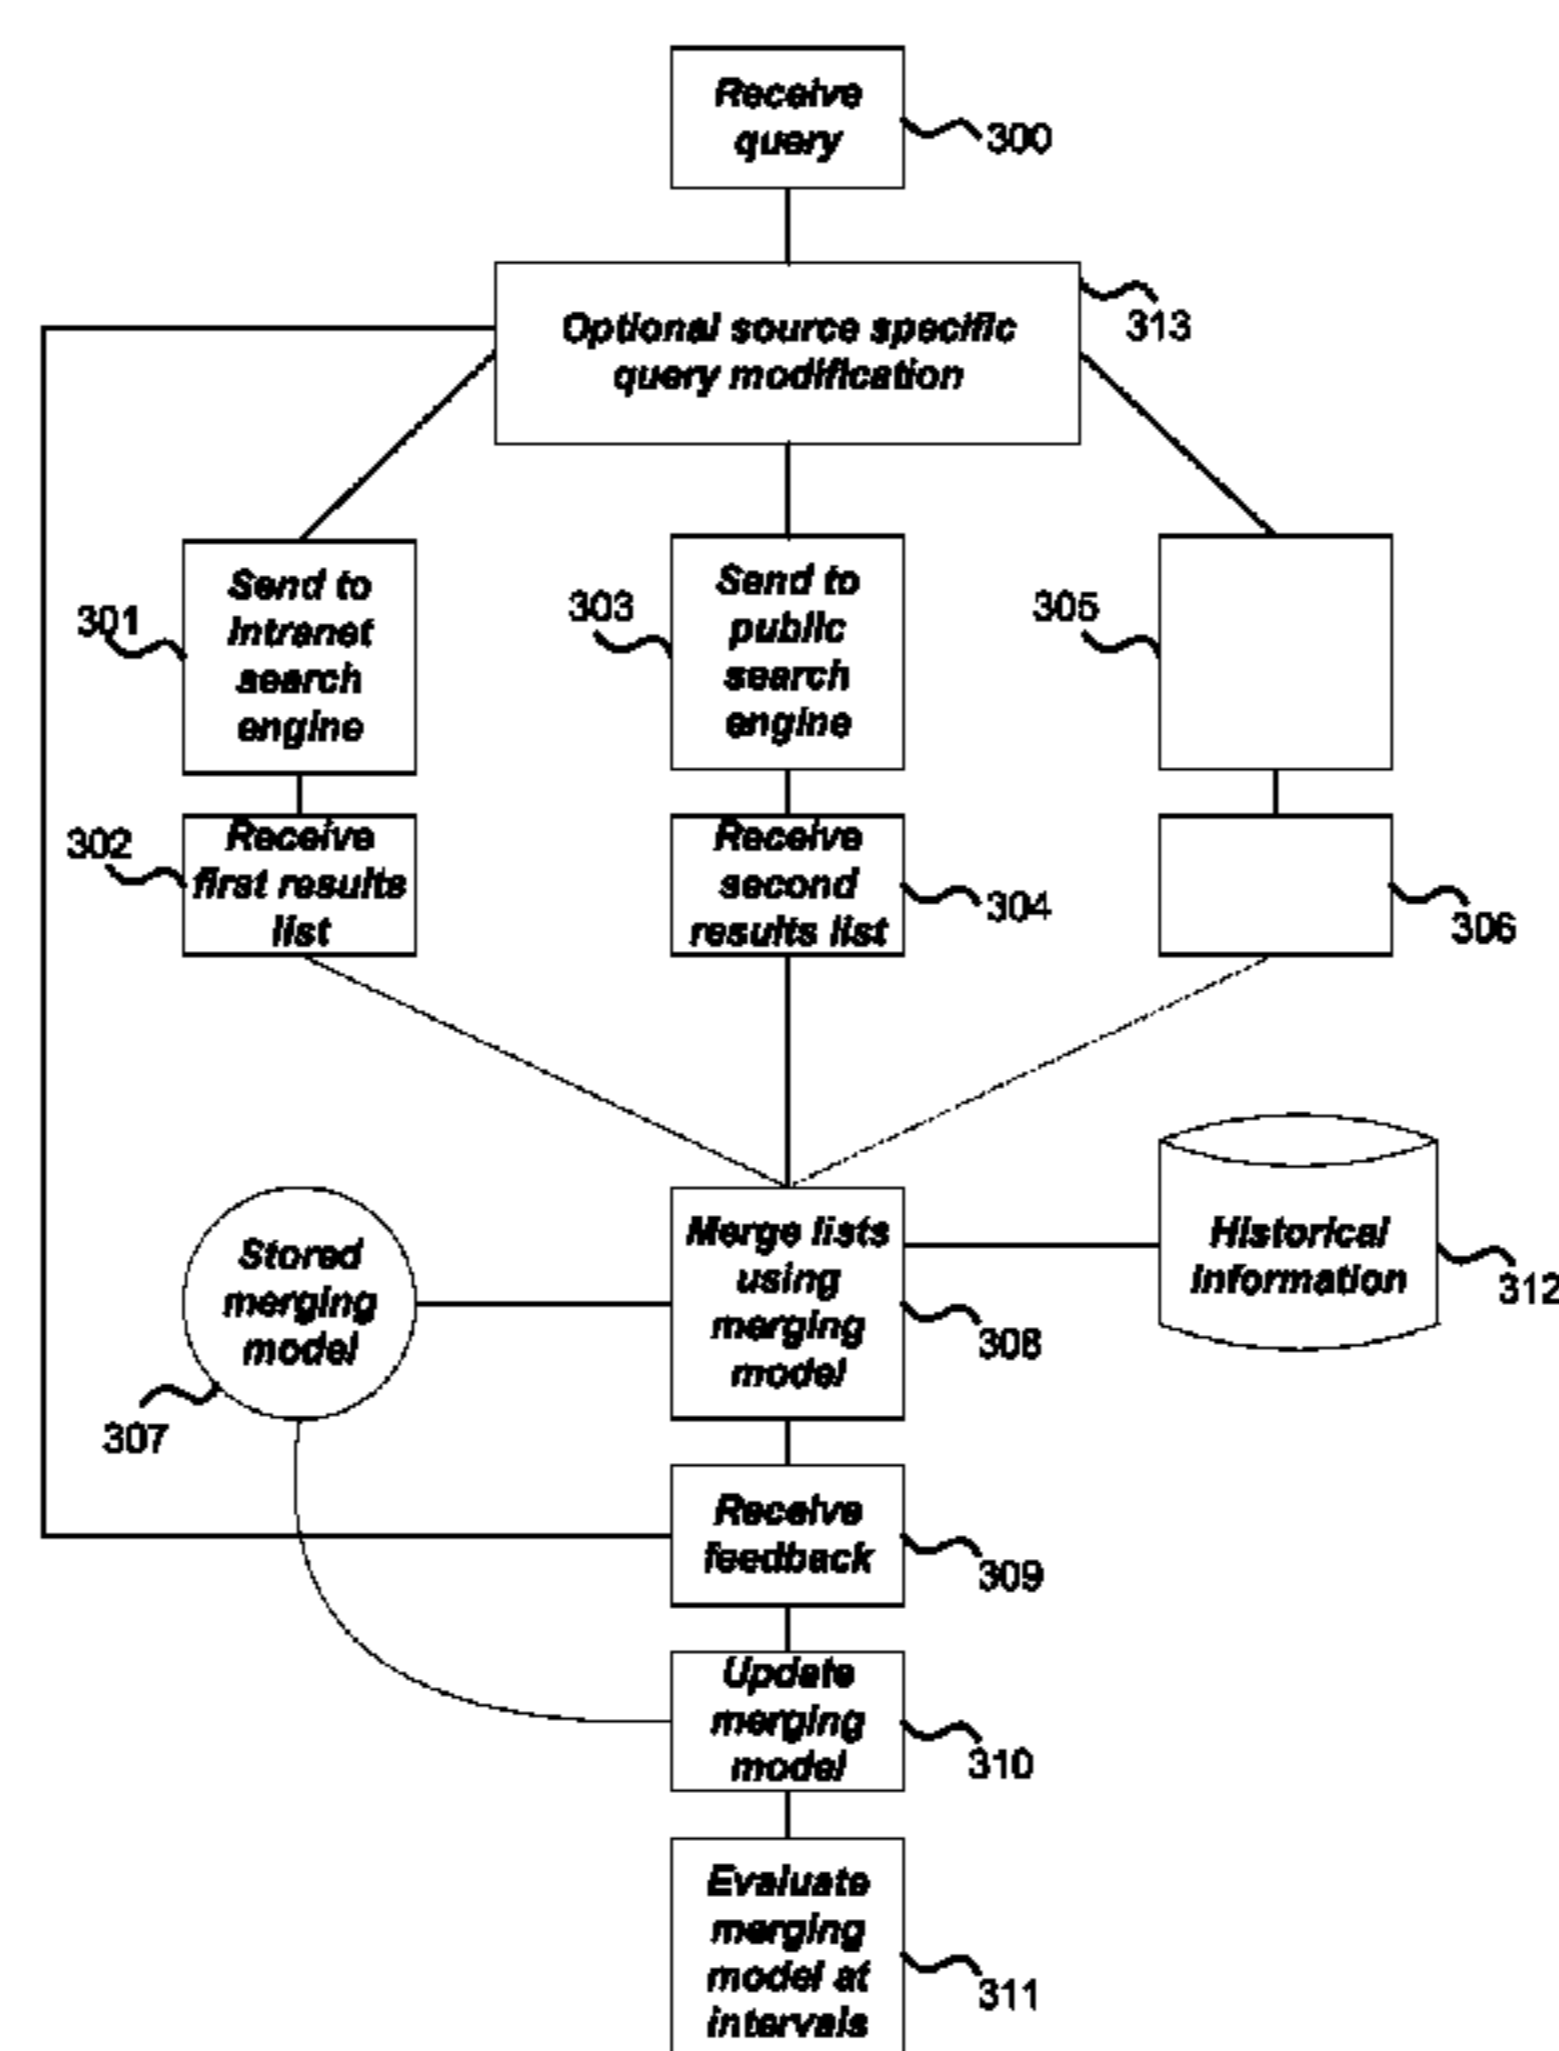 Receive
query
300
Optional source specific
query modification
313
Send to
intranet
search
engine
301
Send to
public
search
engine
303
305
Receive
first results
list
302
Receive
second
results list
304
306
Stored
merging
model
307
Merge lists
using
merging
model
308
Historical
information
312
Receive
feedback
309
Update
merging
model
310
Evaluate
merging
model at
intervals
311